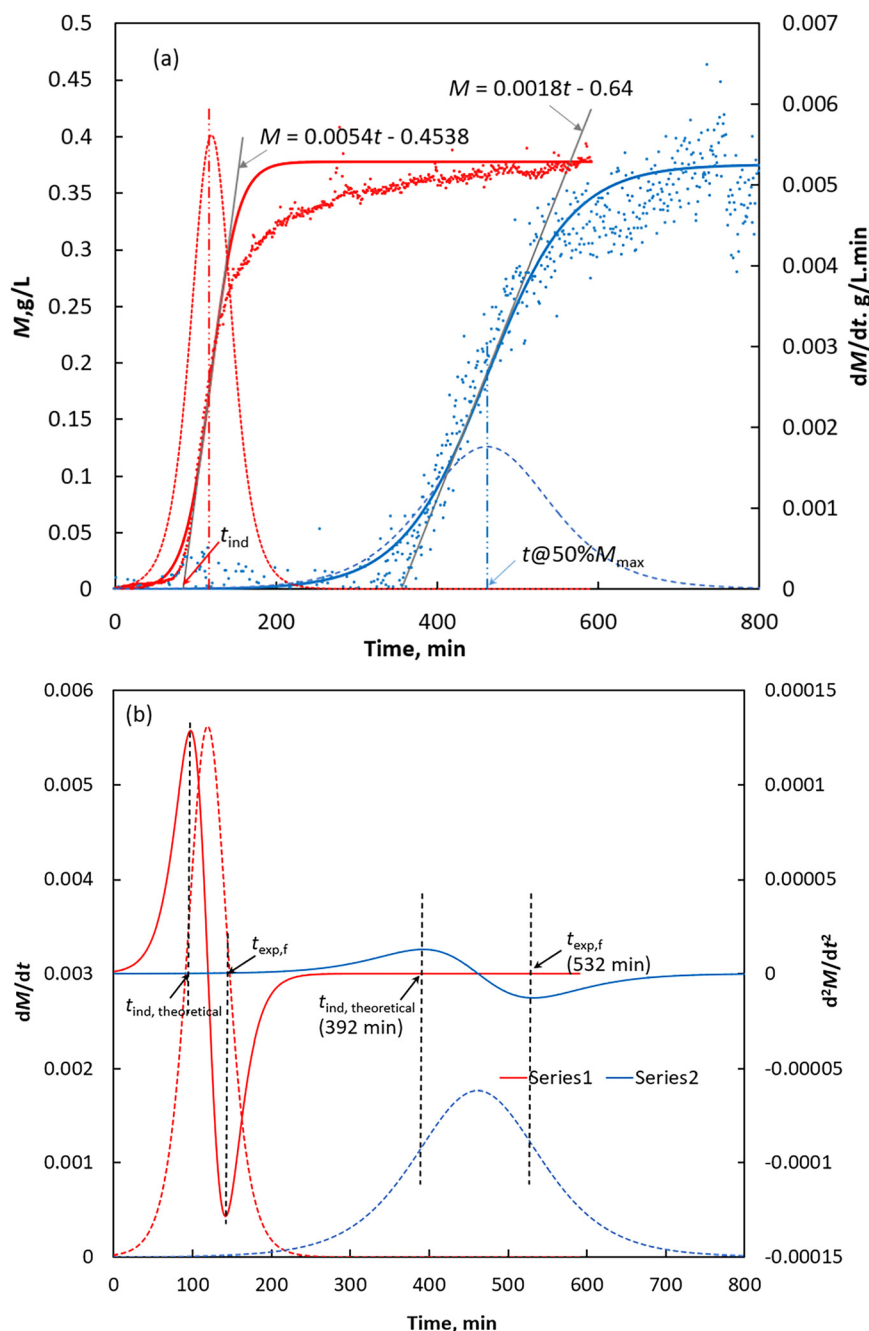 (a)
0.5
0.45
0.4
0.35
0.3
0.25
0.2
0.15
0.1
0.05
0
M,g/L
0.007
0.006
0.005
0.004
0.003
0.002
0.001
0
dM/dt. g/L.min
M = 0.0054t - 0.4538
M = 0.0018t - 0.64
tind
t@50%Mmax
0 200 400 600 800
Time, min
(b)
0.006
0.005
0.004
0.003
0.002
0.001
0
dM/dt
0.00015
0.0001
0.00005
0
-0.00005
-0.0001
-0.00015
d²M/dt²
texp,f
tind, theoretical
texp,f
(532 min)
tind, theoretical
(392 min)
Series1 Series2
0 100 200 300 400 500 600 700 800
Time, min